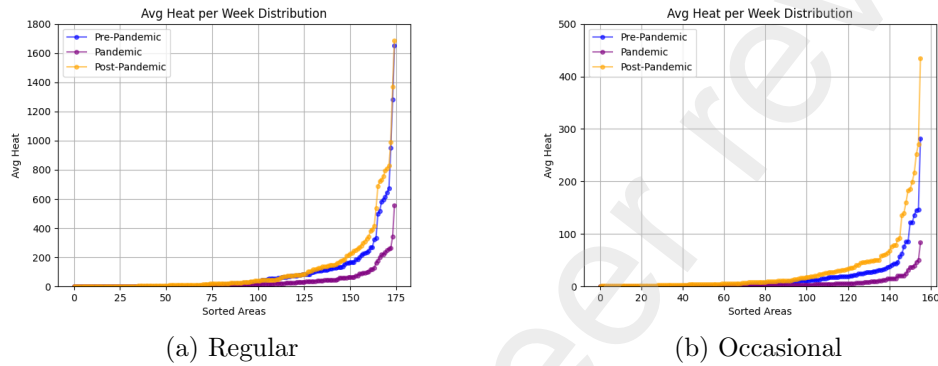 Avg Heat per Week Distribution
1800
1600
1400
1200
1000
800
600
400
200
0
Avg Heat
Pre-Pandemic
Pandemic
Post-Pandemic
0 25 50 75 100 125 150 175
Sorted Areas
(a) Regular
Avg Heat per Week Distribution
500
400
300
200
100
0
Avg Heat
Pre-Pandemic
Pandemic
Post-Pandemic
0 20 40 60 80 100 120 140 160
Sorted Areas
(b) Occasional
eer rev